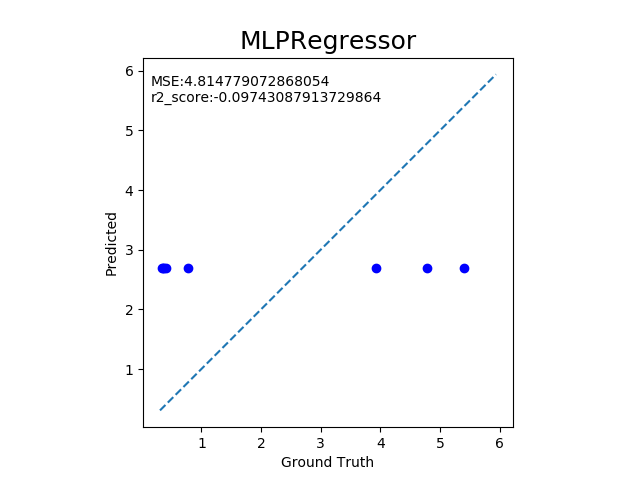 MLPRegressor
MSE:4.814779072868054
r2_score:-0.09743087913729864
6
5
4
3
2
1
Predicted
1 2 3 4 5 6
Ground Truth